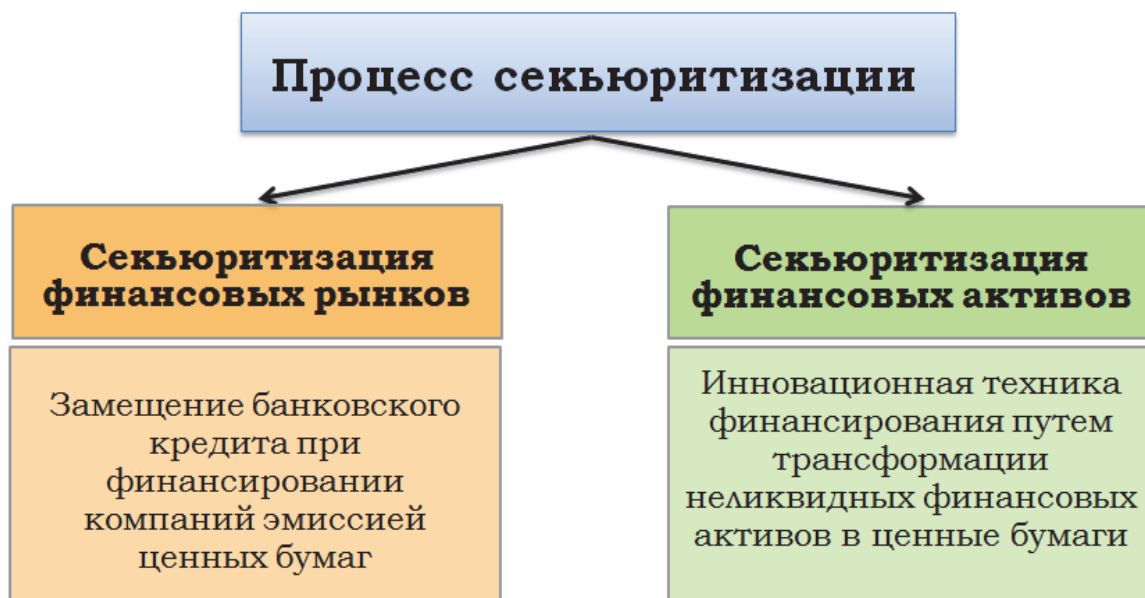 Процесс секьюритизации
Секьюритизация
финансовых рынков
Секьюритизация
финансовых активов
Замещение банковского
кредита при
финансировании
компаний эмиссией
ценных бумаг
Инновационная техника
финансирования путем
трансформации
неликвидных финансовых
активов в ценные бумаги